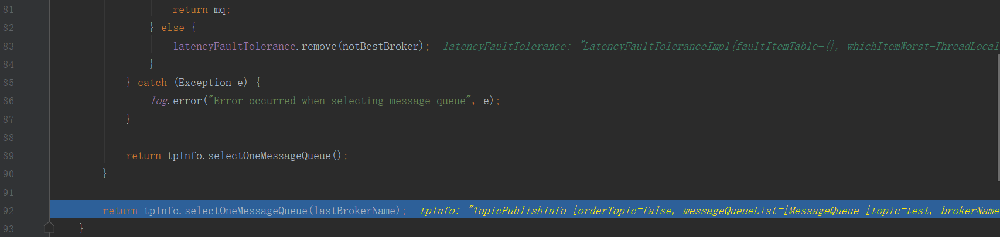 81 return mq;
82 } else {
83 latencyFaultTolerance.remove(notBestBroker); latencyFaultTolerance: "LatencyFaultToleranceImpl{faultItemTable={}, whichItemWorst=ThreadLocal
84 }
85 } catch (Exception e) {
86 log.error("Error occurred when selecting message queue", e);
87 }
88
89 return tpInfo.selectOneMessageQueue();
90 }
91
92 return tpInfo.selectOneMessageQueue(lastBrokerName); tpInfo: "TopicPublishInfo [orderTopic=false, messageQueueList=[MessageQueue [topic=test, brokerName
93 }